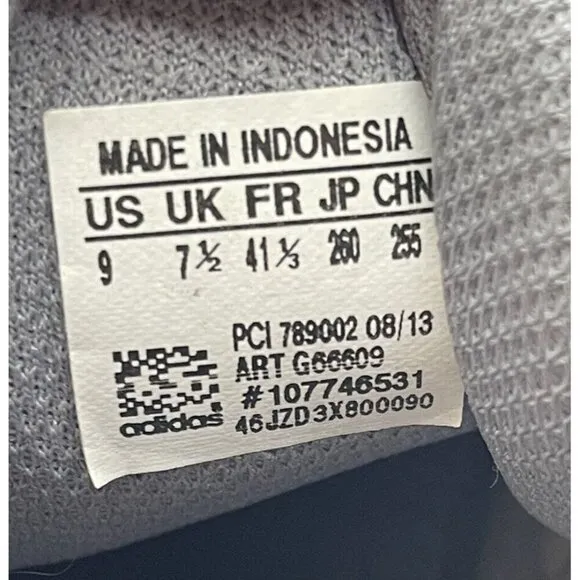 MADE IN INDONESIA
US UK FR JP CHN
9 7½ 41⅓ 260 255
PCI 789002 08/13
ART G66609
#107746531
adidas 46JZD3X800090